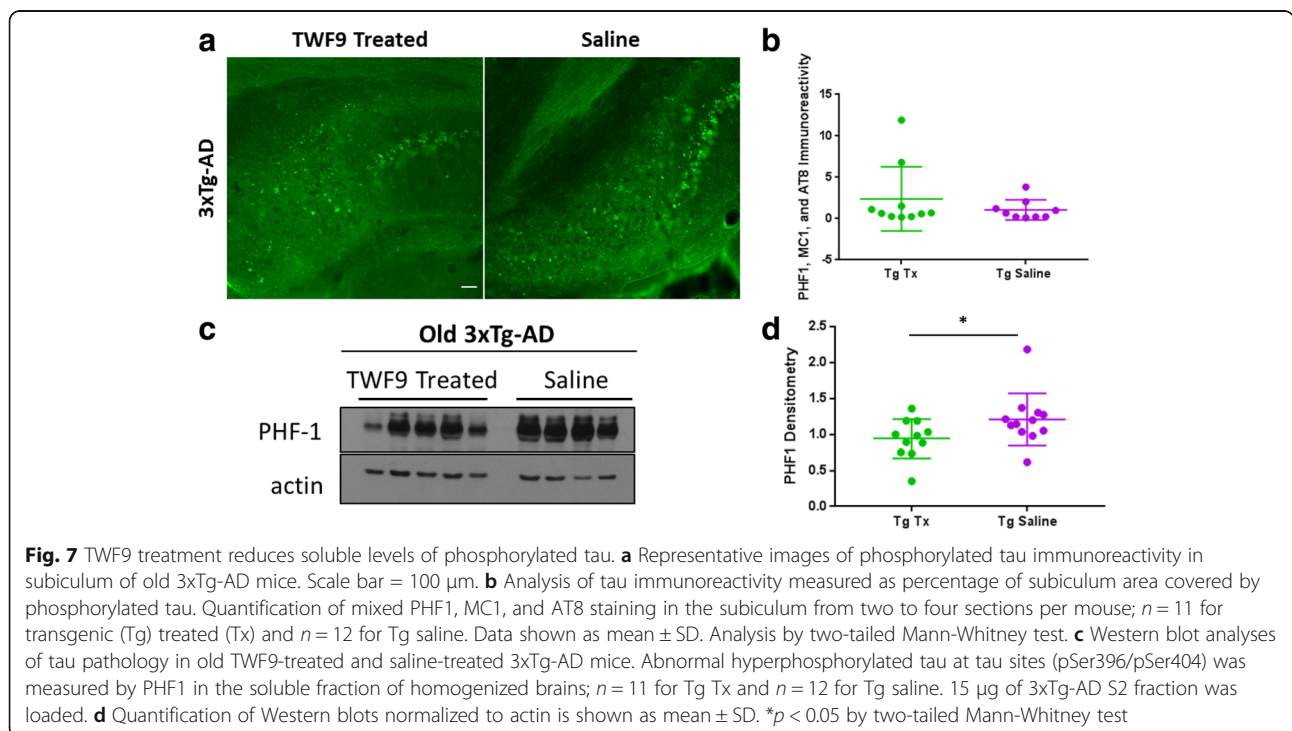 a
TWF9 Treated
Saline
3xTg-AD
b
PHF1, MC1, and AT8 Immunoreactivity
15
10
5
0
-5
Tg Tx
Tg Saline
c
Old 3xTg-AD
TWF9 Treated
Saline
PHF-1
actin
d
PHF1 Densitometry
2.5
2.0
1.5
1.0
0.5
0.0
*
Tg Tx
Tg Saline
Fig. 7 TWF9 treatment reduces soluble levels of phosphorylated tau. a Representative images of phosphorylated tau immunoreactivity in
subiculum of old 3xTg-AD mice. Scale bar = 100 μm. b Analysis of tau immunoreactivity measured as percentage of subiculum area covered by
phosphorylated tau. Quantification of mixed PHF1, MC1, and AT8 staining in the subiculum from two to four sections per mouse; n = 11 for
transgenic (Tg) treated (Tx) and n = 12 for Tg saline. Data shown as mean ± SD. Analysis by two-tailed Mann-Whitney test. c Western blot analyses
of tau pathology in old TWF9-treated and saline-treated 3xTg-AD mice. Abnormal hyperphosphorylated tau at tau sites (pSer396/pSer404) was
measured by PHF1 in the soluble fraction of homogenized brains; n = 11 for Tg Tx and n = 12 for Tg saline. 15 μg of 3xTg-AD S2 fraction was
loaded. d Quantification of Western blots normalized to actin is shown as mean ± SD. *p < 0.05 by two-tailed Mann-Whitney test